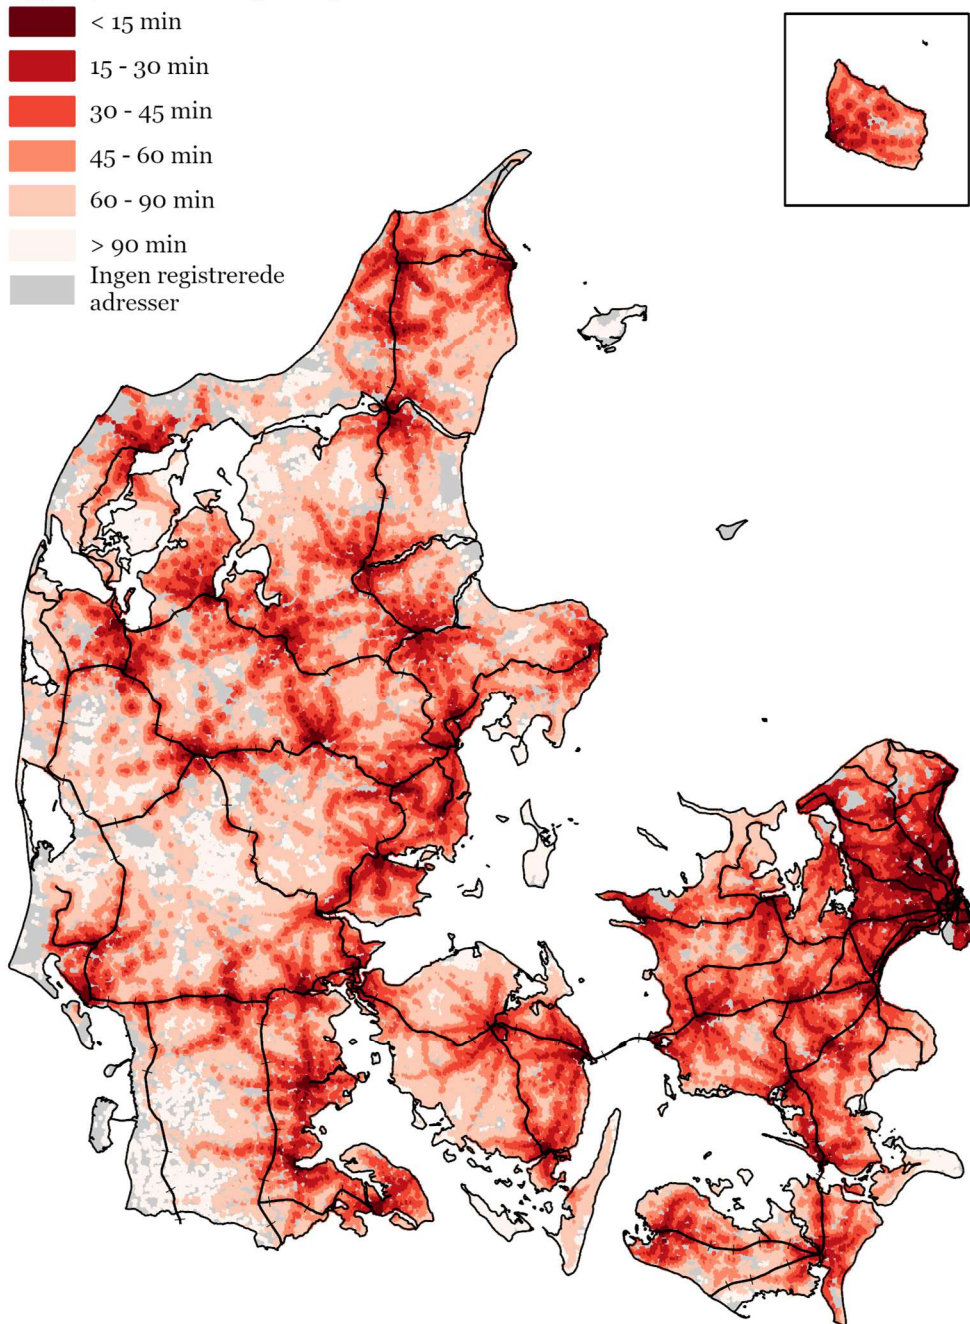 < 15 min
15 - 30 min
30 - 45 min
45 - 60 min
60 - 90 min
> 90 min
Ingen registrerede
adresser